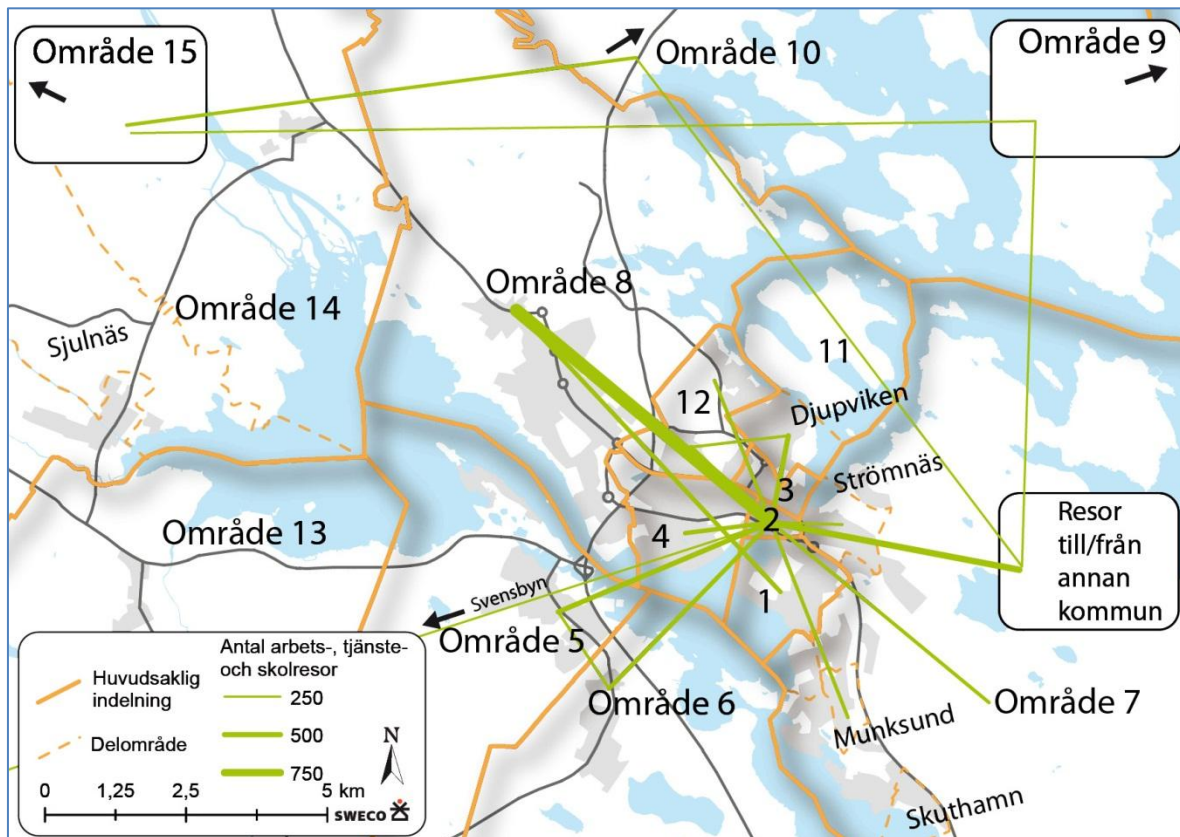 Område 15
Område 10
Område 9
Område 8
Område 14
Sjulnäs
11
12
Djupviken
Strömnäs
3
2
4
Område 13
Resor
till/från
annan
kommun
Svensbyn
1
Område 5
Område 6
Område 7
Munksund
Skuthamn
Huvudsaklig
indelning
Delområde
Antal arbets-, tjänste-
och skolresor
250
500
750
N
0 1,25 2,5 5 km
SWECO